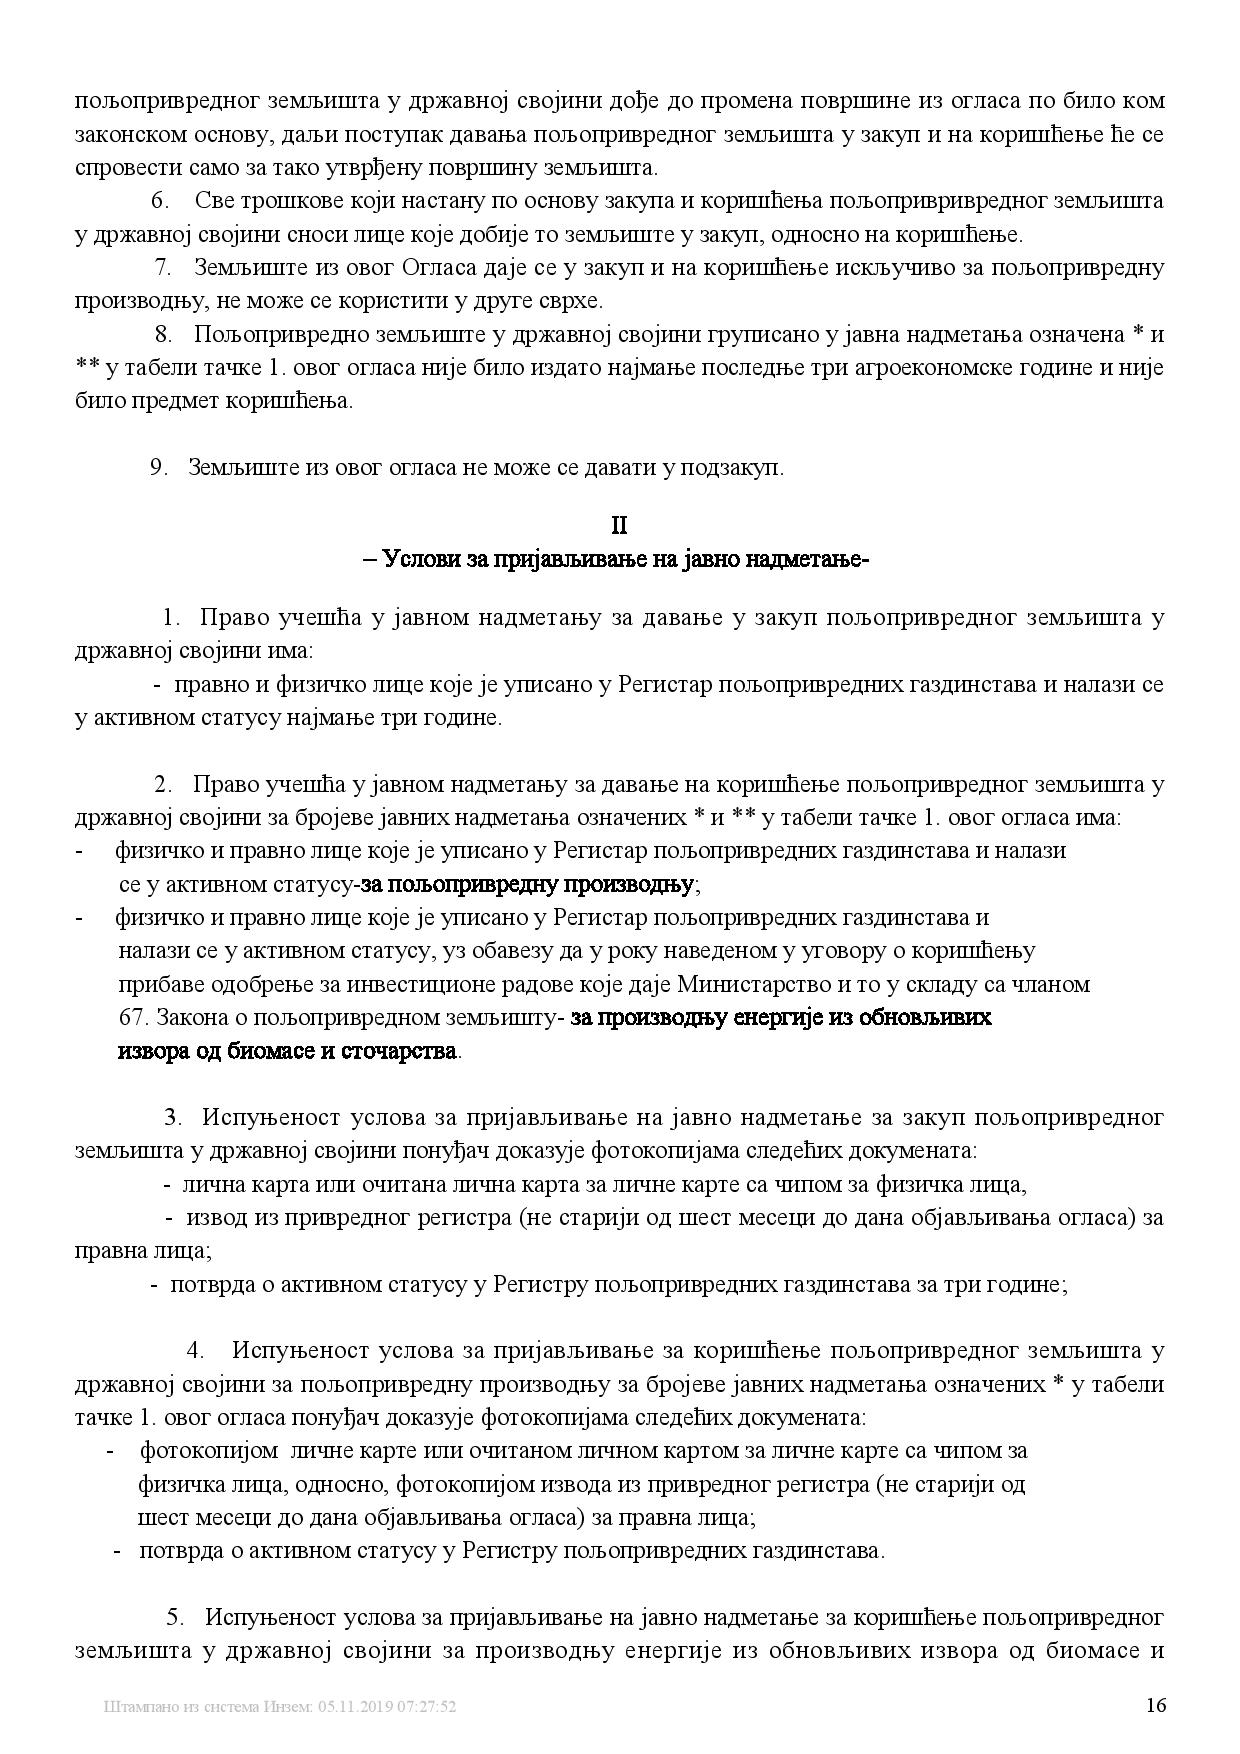 пољопривредног земљишта у државној својини дође до промена површине из огласа по било ком
законском основу, даљи поступак давања пољопривредног земљишта у закуп и на коришћење ће се
спровести само за тако утврђену површину земљишта.
6. Све трошкове који настану по основу закупа и коришћења пољопривривредног земљишта
у државној својини сноси лице које добије то земљиште у закуп, односно на коришћење.
7. Земљиште из овог Огласа даје се у закуп и на коришћење искључиво за пољопривредну
производњу, не може се користити у друге сврхе.
8. Пољопривредно земљиште у државној својини груписано у јавна надметања означена * и
** у табели тачке 1. овог огласа није било издато најмање последње три агроекономске године и није
било предмет коришћења.
9. Земљиште из овог огласа не може се давати у подзакуп.
II
– Услови за пријављивање на јавно надметање-
1. Право учешћа у јавном надметању за давање у закуп пољопривредног земљишта у
државној својини има:
- правно и физичко лице које је уписано у Регистар пољопривредних газдинстава и налази се
у активном статусу најмање три године.
2. Право учешћа у јавном надметању за давање на коришћење пољопривредног земљишта у
државној својини за бројеве јавних надметања означених * и ** у табели тачке 1. овог огласа има:
- физичко и правно лице које је уписано у Регистар пољопривредних газдинстава и налази
се у активном статусу-за пољопривредну производњу;
- физичко и правно лице које је уписано у Регистар пољопривредних газдинстава и
налази се у активном статусу, уз обавезу да у року наведеном у уговору о коришћењу
прибаве одобрење за инвестиционе радове које даје Министарство и то у складу са чланом
67. Закона о пољопривредном земљишту- за производњу енергије из обновљивих
извора од биомасе и сточарства.
3. Испуњеност услова за пријављивање на јавно надметање за закуп пољопривредног
земљишта у државној својини понуђач доказује фотокопијама следећих докумената:
- лична карта или очитана лична карта за личне карте са чипом за физичка лица,
- извод из привредног регистра (не старији од шест месеци до дана објављивања огласа) за
правна лица;
- потврда о активном статусу у Регистру пољопривредних газдинстава за три године;
4. Испуњеност услова за пријављивање за коришћење пољопривредног земљишта у
државној својини за пољопривредну производњу за бројеве јавних надметања означених * у табели
тачке 1. овог огласа понуђач доказује фотокопијама следећих докумената:
- фотокопијом личне карте или очитаном личном картом за личне карте са чипом за
физичка лица, односно, фотокопијом извода из привредног регистра (не старији од
шест месеци до дана објављивања огласа) за правна лица;
- потврда о активном статусу у Регистру пољопривредних газдинстава.
5. Испуњеност услова за пријављивање на јавно надметање за коришћење пољопривредног
земљишта у државној својини за производњу енергије из обновљивих извора од биомасе и
Штампано из система Инзем: 05.11.2019 07:27:52
16